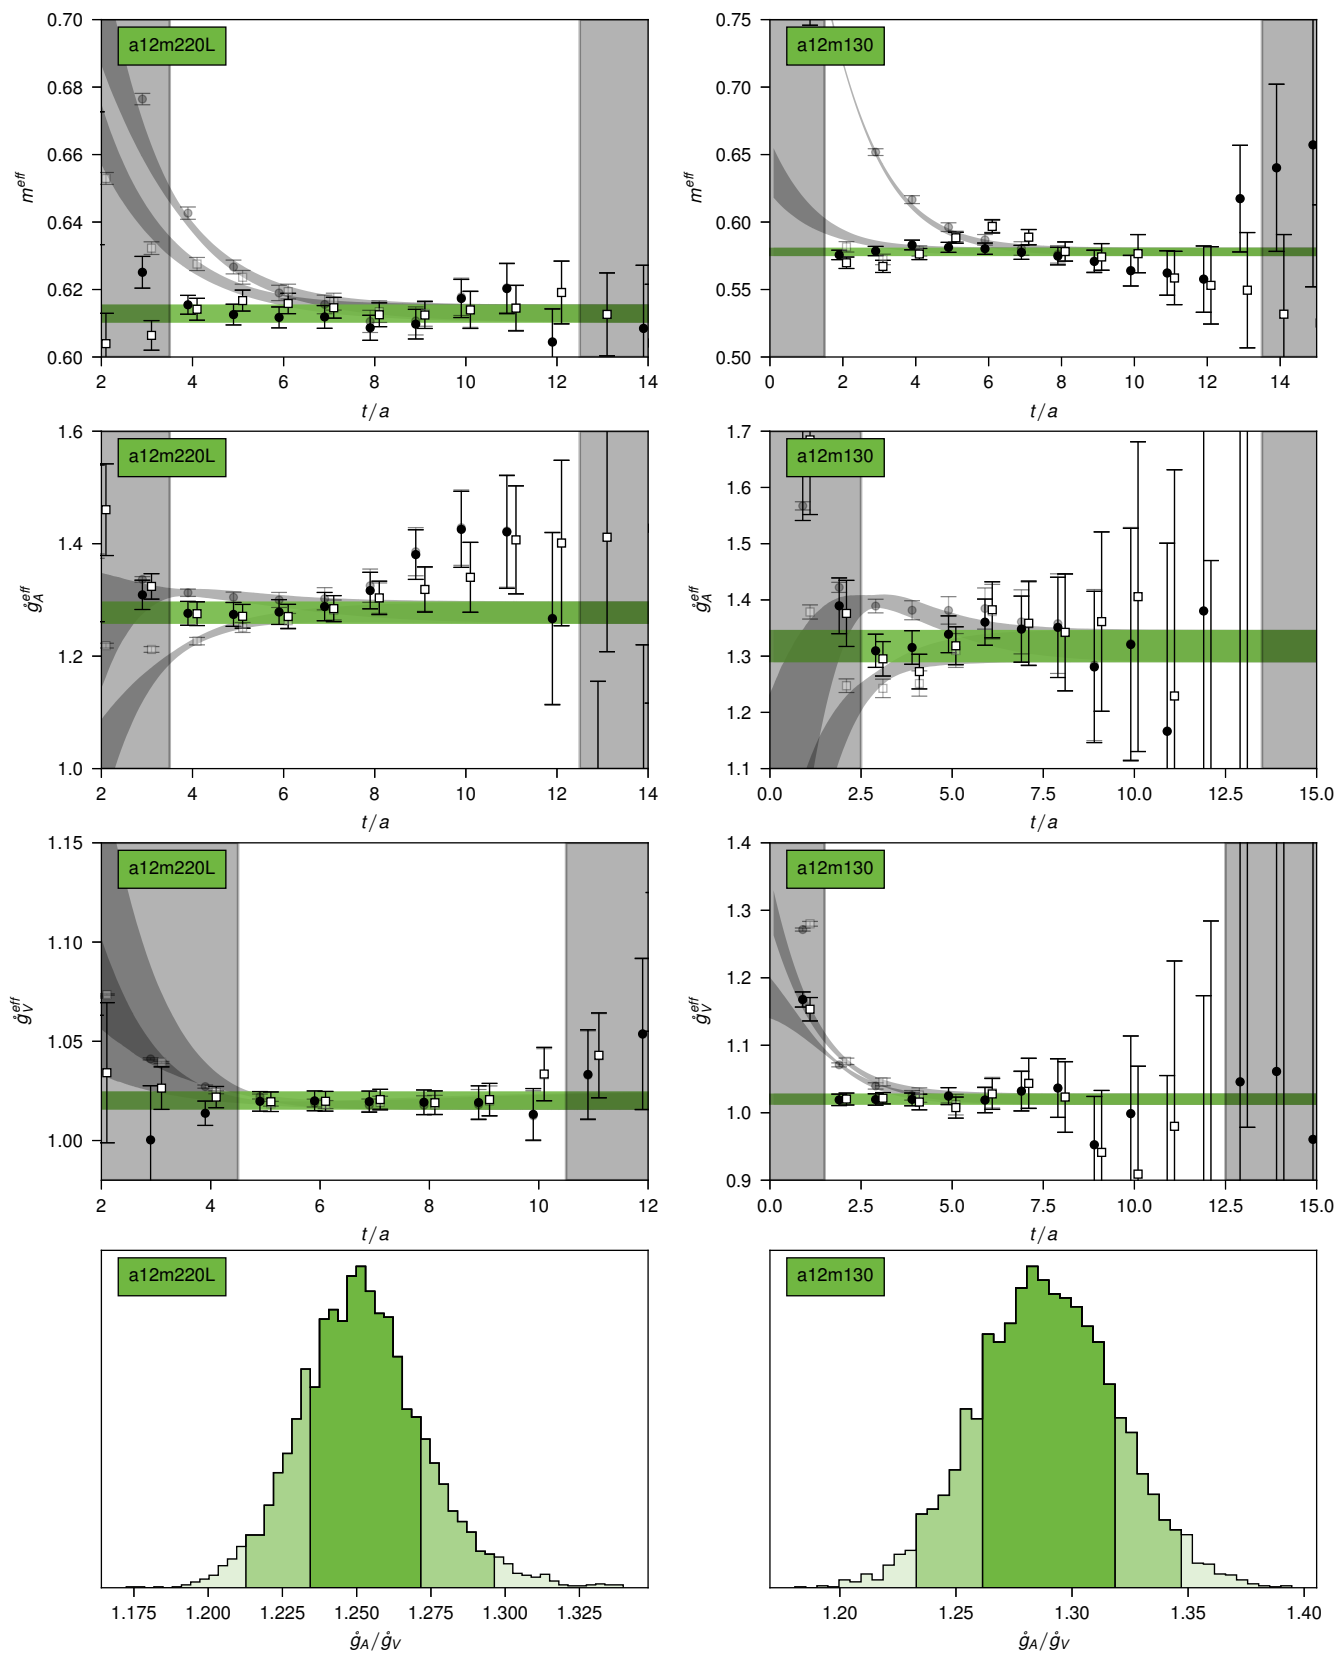 0.70
0.68
0.66
0.64
0.62
0.60
m^eff
a12m220L
2 4 6 8 10 12 14
t/a
0.75
0.70
0.65
0.60
0.55
0.50
m^eff
a12m130
0 2 4 6 8 10 12 14
t/a
1.6
1.4
1.2
1.0
g̊_A^eff
a12m220L
2 4 6 8 10 12 14
t/a
1.7
1.6
1.5
1.4
1.3
1.2
1.1
g̊_A^eff
a12m130
0.0 2.5 5.0 7.5 10.0 12.5 15.0
t/a
1.15
1.10
1.05
1.00
g̊_V^eff
a12m220L
2 4 6 8 10 12
t/a
1.4
1.3
1.2
1.1
1.0
0.9
g̊_V^eff
a12m130
0.0 2.5 5.0 7.5 10.0 12.5 15.0
t/a
a12m220L
1.175 1.200 1.225 1.250 1.275 1.300 1.325
g̊_A/g̊_V
a12m130
1.20 1.25 1.30 1.35 1.40
g̊_A/g̊_V